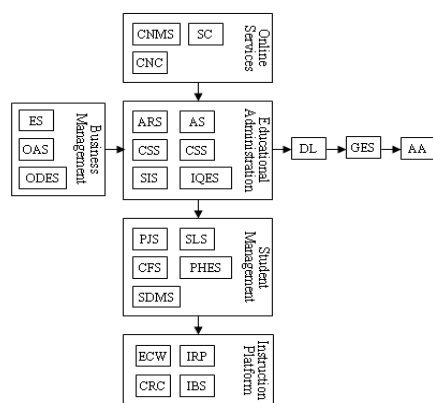 CNMS SC
CNC
Online
Services
ES
OAS
ODES
Business
Management
ARS AS
CSS CSS
SIS IQES
Educational
Administration
DL GES AA
PJS SLS
CFS PHES
SDMS
Student
Management
ECW IRP
CRC IBS
Instruction
Platform